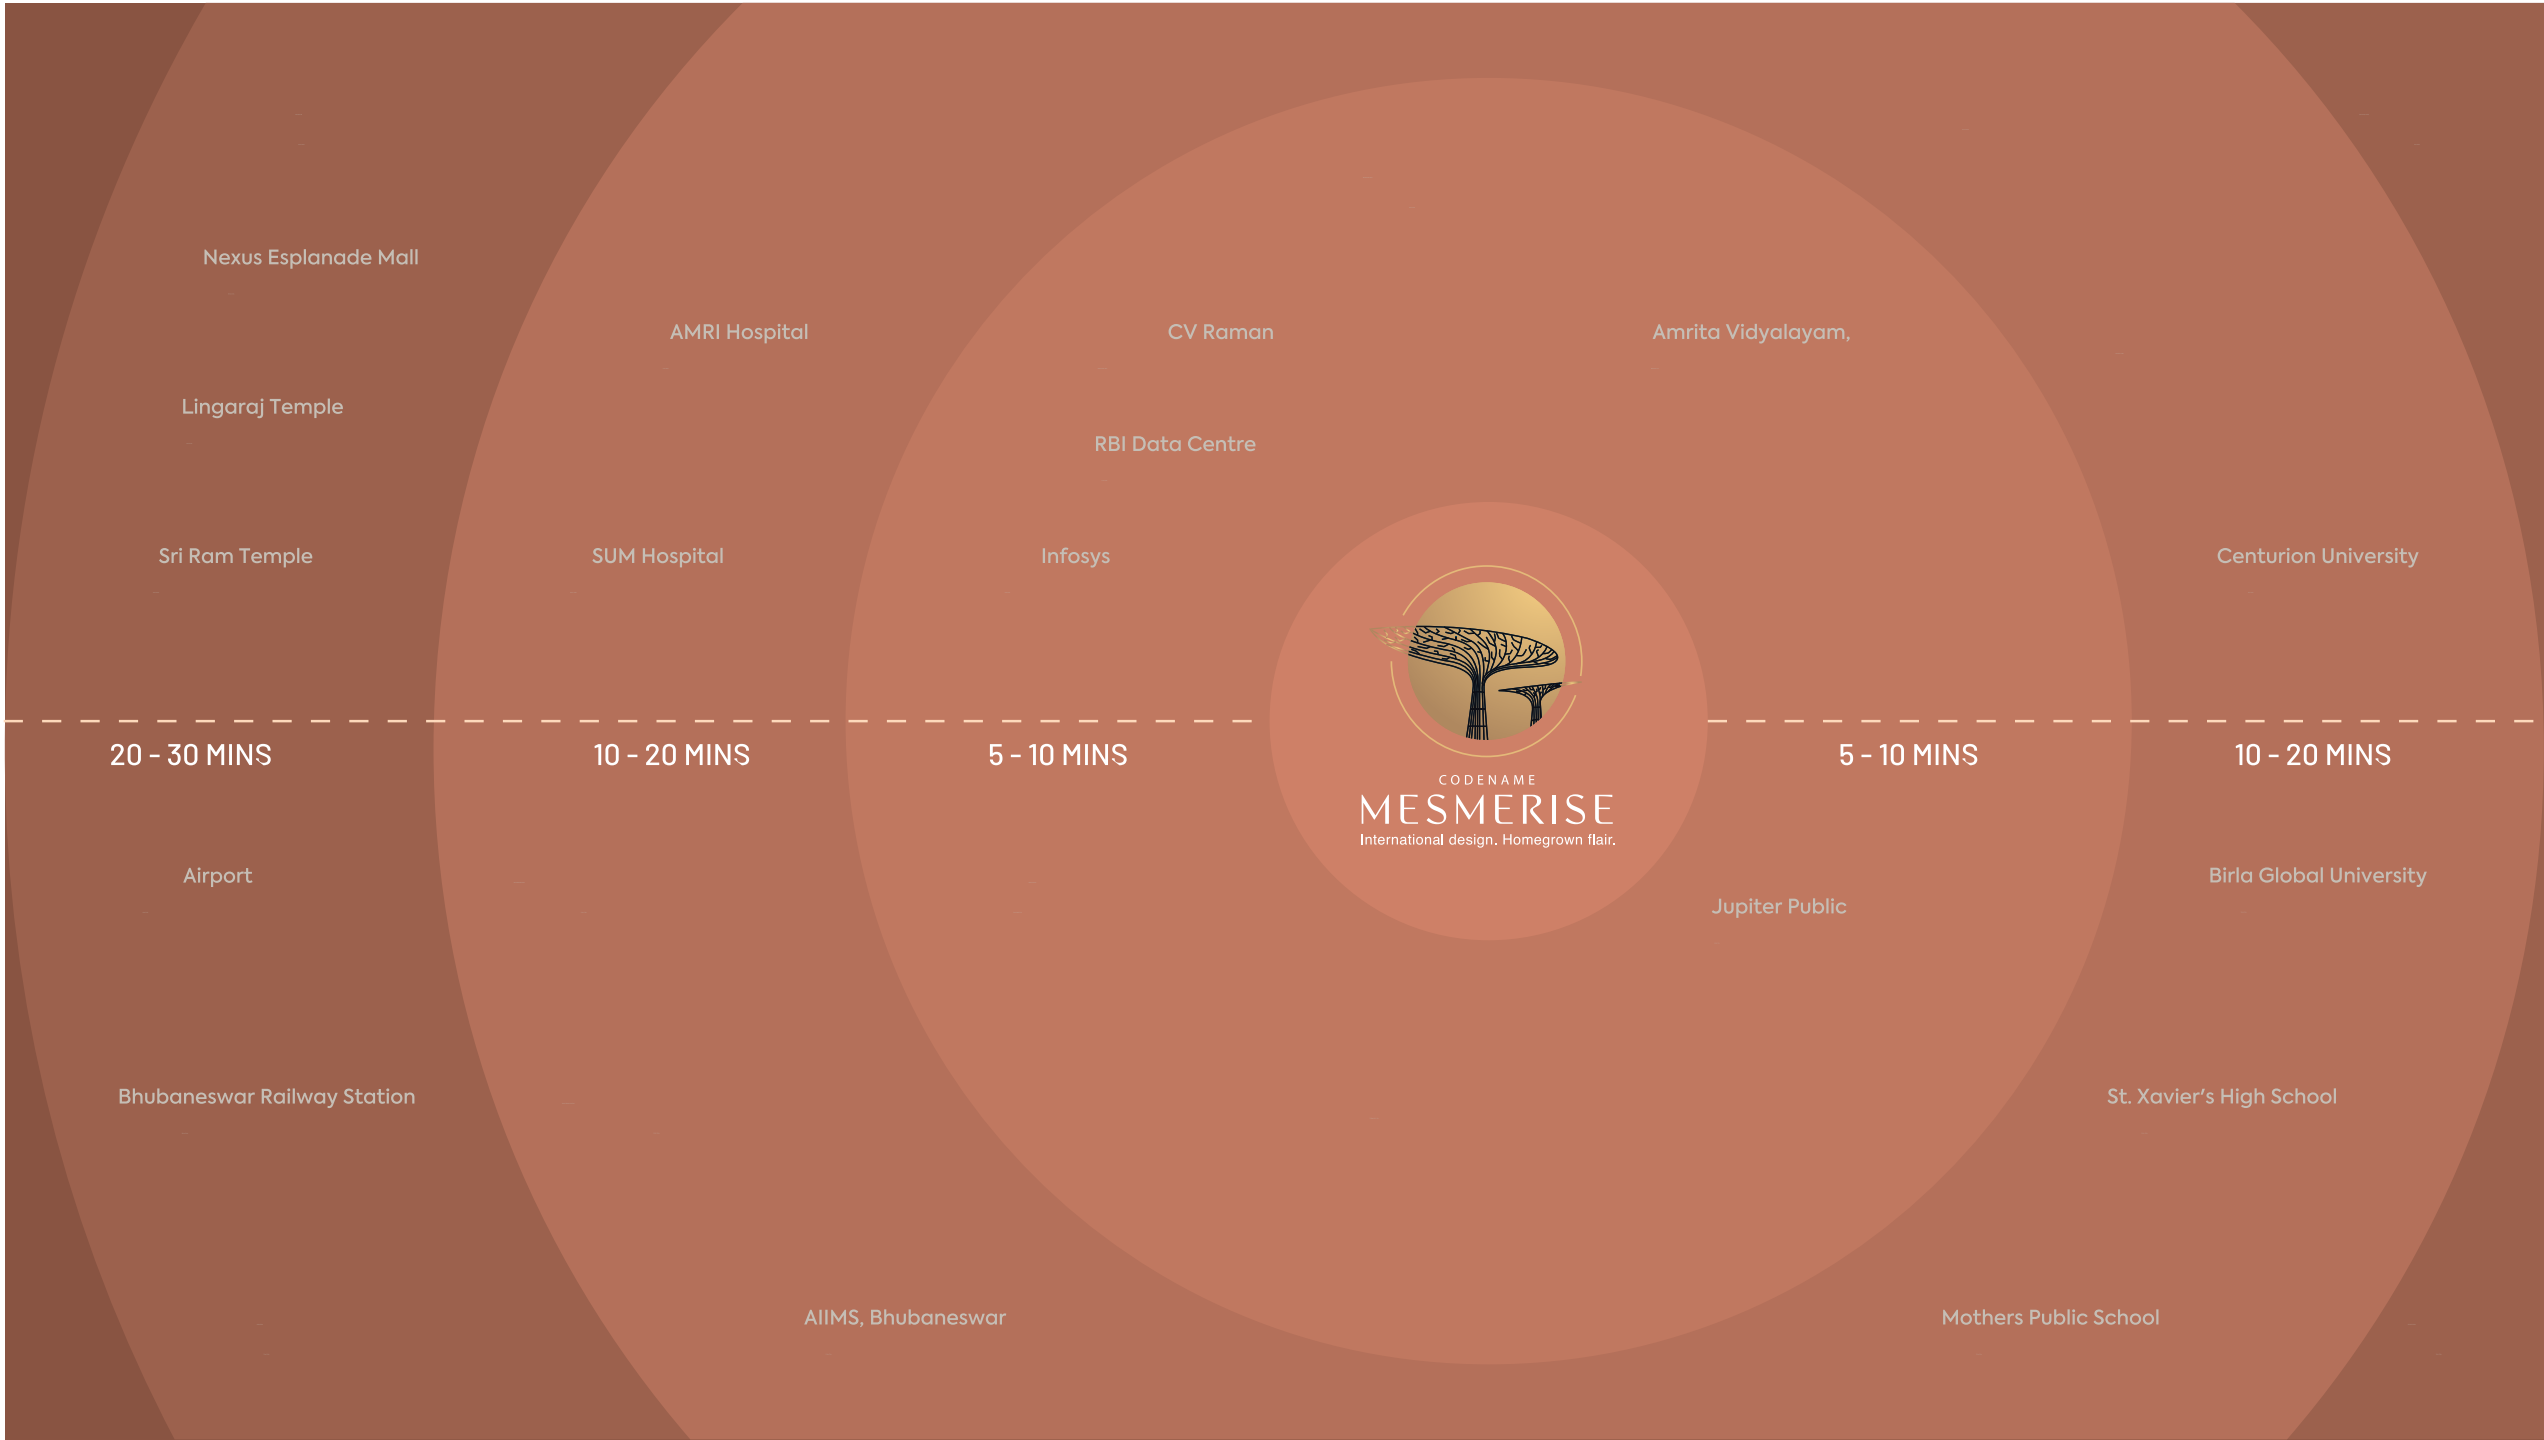 Nexus Esplanade Mall
AMRI Hospital
CV Raman
Amrita Vidyalayam,
Lingaraj Temple
RBI Data Centre
Sri Ram Temple
SUM Hospital
Infosys
Centurion University
20 - 30 MINS
10 - 20 MINS
5 - 10 MINS
5 - 10 MINS
10 - 20 MINS
CODENAME
MESMERISE
International design. Homegrown flair.
Airport
Birla Global University
Jupiter Public
Bhubaneswar Railway Station
St. Xavier's High School
AIIMS, Bhubaneswar
Mothers Public School